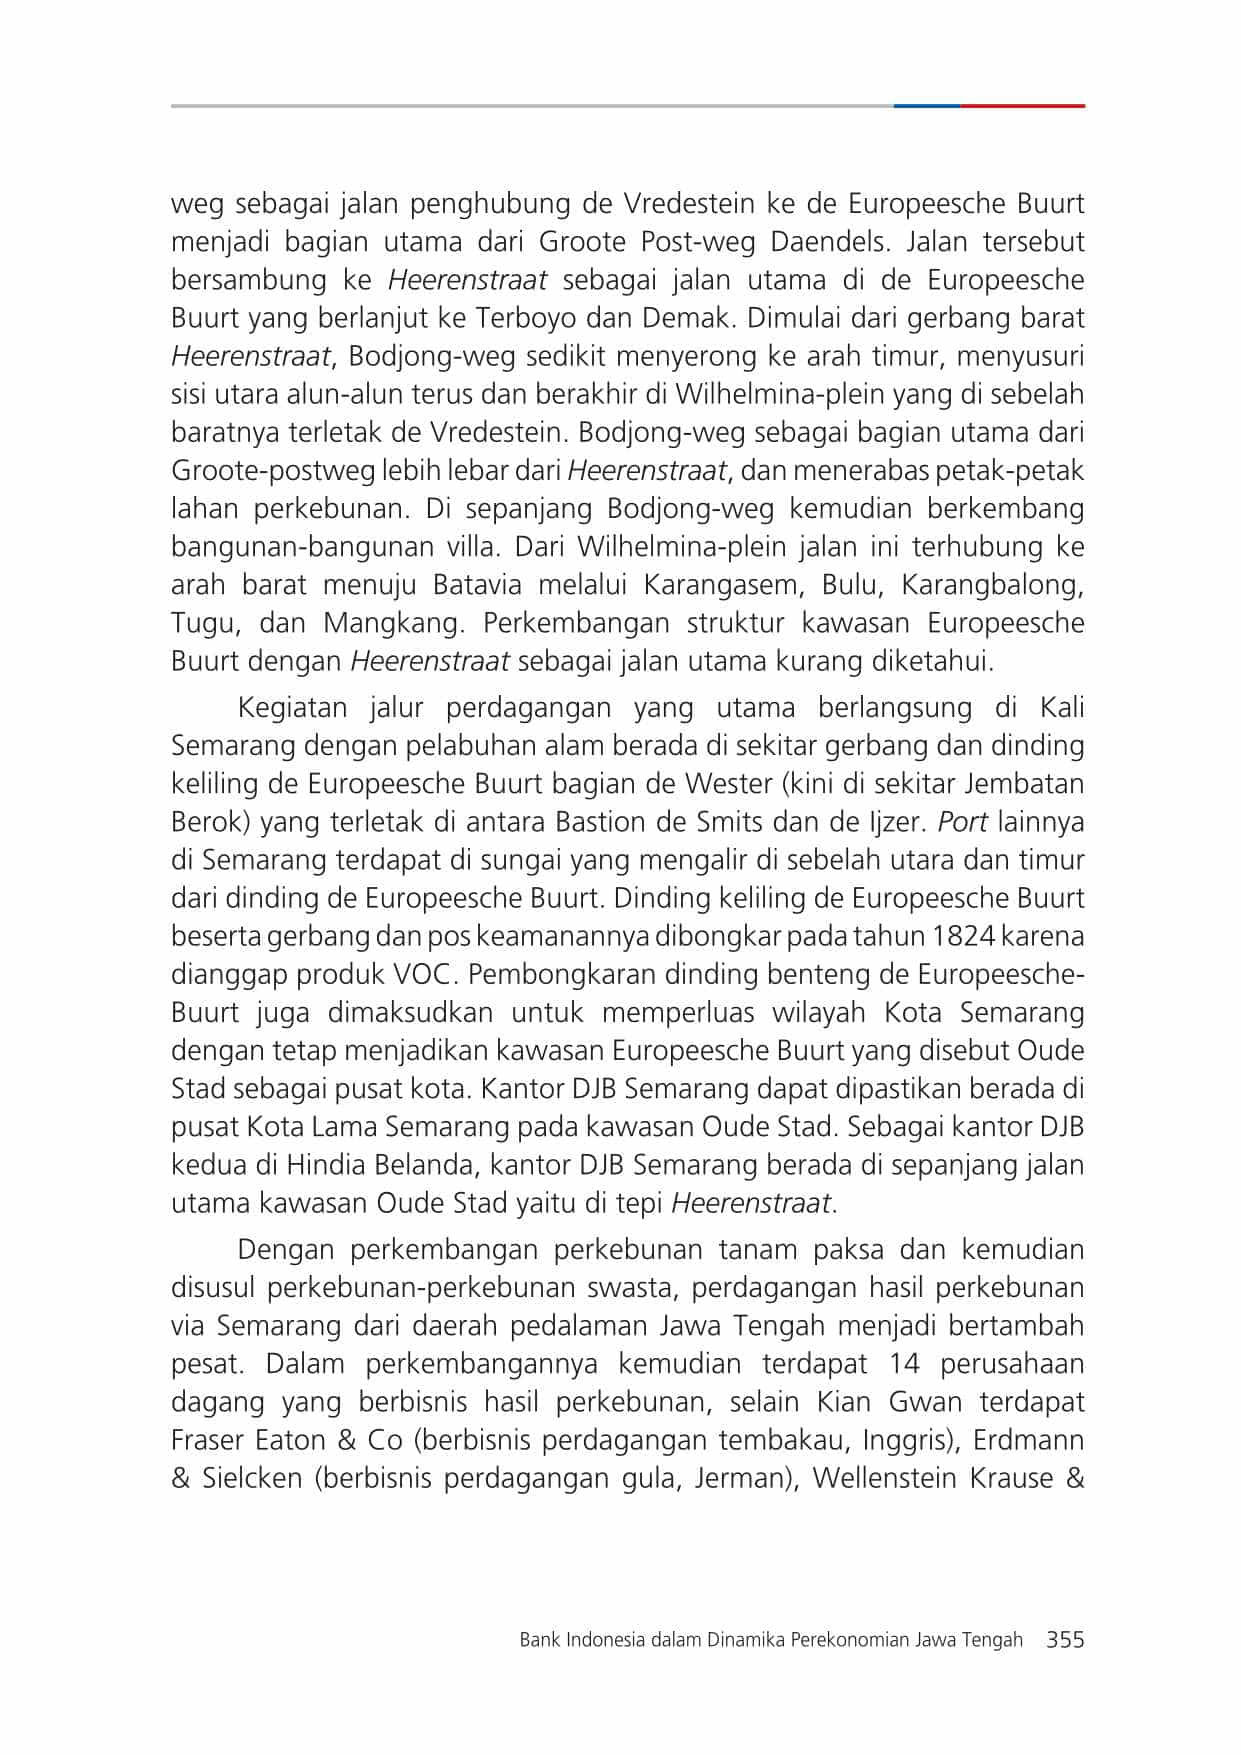 weg sebagai jalan penghubung de Vredestein ke de Europeesche Buurt
menjadi bagian utama dari Groote Post-weg Daendels. Jalan tersebut
bersambung ke Heerenstraat sebagai jalan utama di de Europeesche
Buurt yang berlanjut ke Terboyo dan Demak. Dimulai dari gerbang barat
Heerenstraat, Bodjong-weg sedikit menyerong ke arah timur, menyusuri
sisi utara alun-alun terus dan berakhir di Wilhelmina-plein yang di sebelah
baratnya terletak de Vredestein. Bodjong-weg sebagai bagian utama dari
Groote-postweg lebih lebar dari Heerenstraat, dan menerabas petak-petak
lahan perkebunan. Di sepanjang Bodjong-weg kemudian berkembang
bangunan-bangunan villa. Dari Wilhelmina-plein jalan ini terhubung ke
arah barat menuju Batavia melalui Karangasem, Bulu, Karangbalong,
Tugu, dan Mangkang. Perkembangan struktur kawasan Europeesche
Buurt dengan Heerenstraat sebagai jalan utama kurang diketahui.
Kegiatan jalur perdagangan yang utama berlangsung di Kali
Semarang dengan pelabuhan alam berada di sekitar gerbang dan dinding
keliling de Europeesche Buurt bagian de Wester (kini di sekitar Jembatan
Berok) yang terletak di antara Bastion de Smits dan de Ijzer. Port lainnya
di Semarang terdapat di sungai yang mengalir di sebelah utara dan timur
dari dinding de Europeesche Buurt. Dinding keliling de Europeesche Buurt
beserta gerbang dan pos keamanannya dibongkar pada tahun 1824 karena
dianggap produk VOC. Pembongkaran dinding benteng de Europeesche-
Buurt juga dimaksudkan untuk memperluas wilayah Kota Semarang
dengan tetap menjadikan kawasan Europeesche Buurt yang disebut Oude
Stad sebagai pusat kota. Kantor DJB Semarang dapat dipastikan berada di
pusat Kota Lama Semarang pada kawasan Oude Stad. Sebagai kantor DJB
kedua di Hindia Belanda, kantor DJB Semarang berada di sepanjang jalan
utama kawasan Oude Stad yaitu di tepi Heerenstraat.
Dengan perkembangan perkebunan tanam paksa dan kemudian
disusul perkebunan-perkebunan swasta, perdagangan hasil perkebunan
via Semarang dari daerah pedalaman Jawa Tengah menjadi bertambah
pesat. Dalam perkembangannya kemudian terdapat 14 perusahaan
dagang yang berbisnis hasil perkebunan, selain Kian Gwan terdapat
Fraser Eaton & Co (berbisnis perdagangan tembakau, Inggris), Erdmann
& Sielcken (berbisnis perdagangan gula, Jerman), Wellenstein Krause &
Bank Indonesia dalam Dinamika Perekonomian Jawa Tengah 355